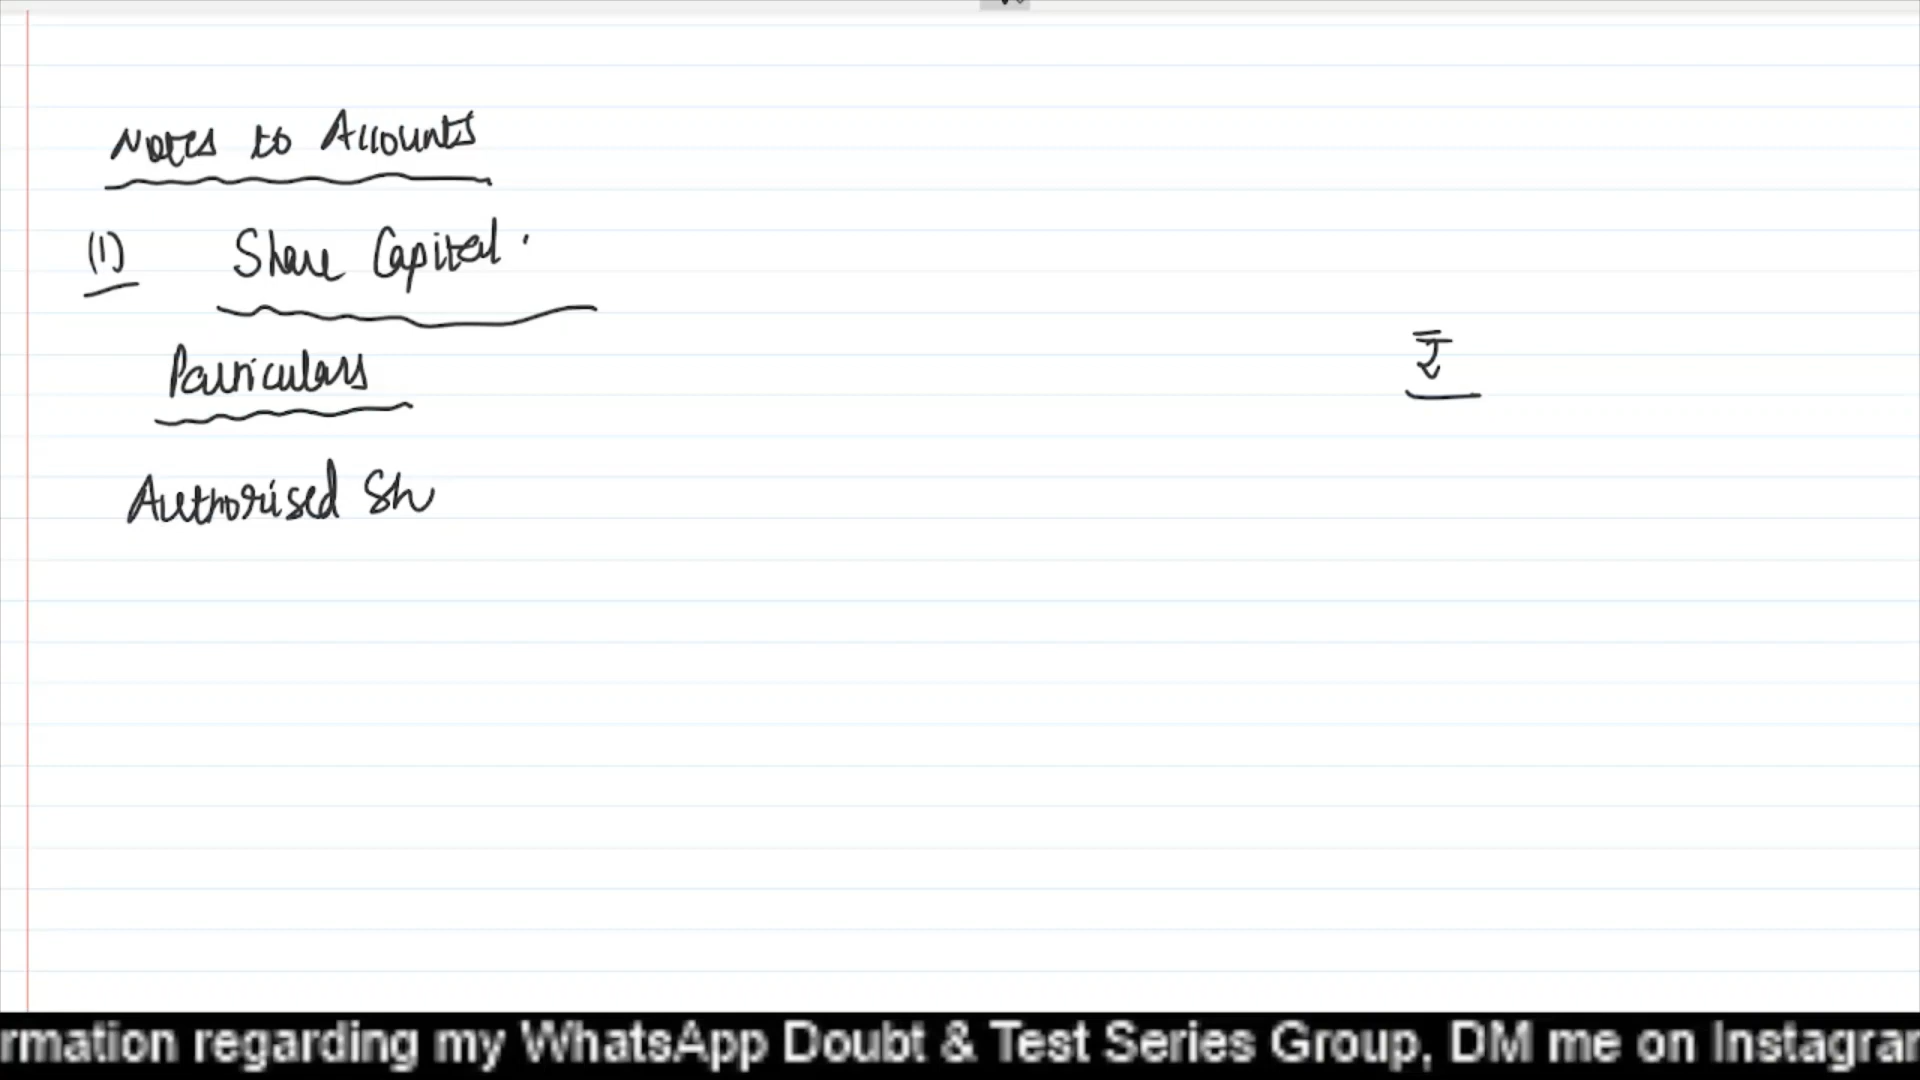 Notes to Accounts
(1) Share Capital.
Particulars ₹
Authorised Sh
rmation regarding my WhatsApp Doubt & Test Series Group, DM me on Instagram